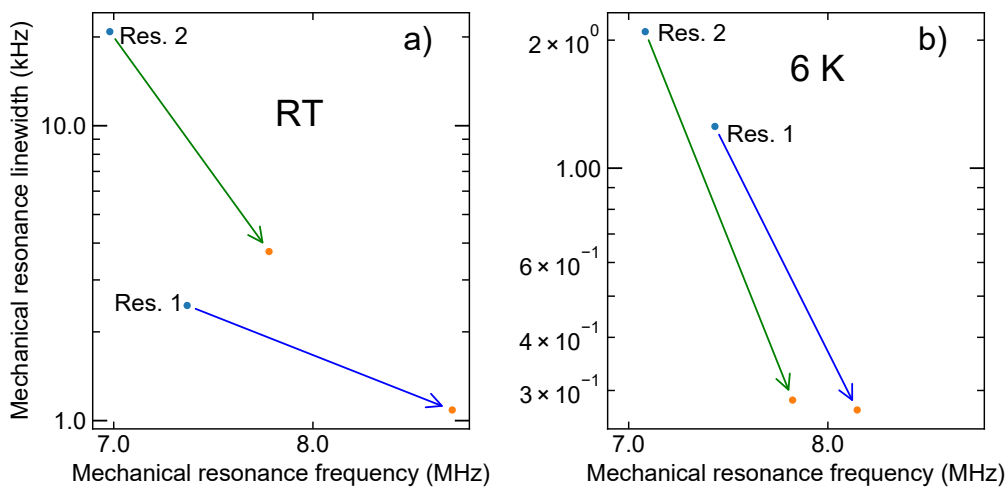 a)
Res. 2
RT
Res. 1
10.0
1.0
7.0
8.0
Mechanical resonance frequency (MHz)
Mechanical resonance linewidth (kHz)
b)
Res. 2
6 K
Res. 1
2 × 10⁰
1.00
6 × 10⁻¹
4 × 10⁻¹
3 × 10⁻¹
7.0
8.0
Mechanical resonance frequency (MHz)